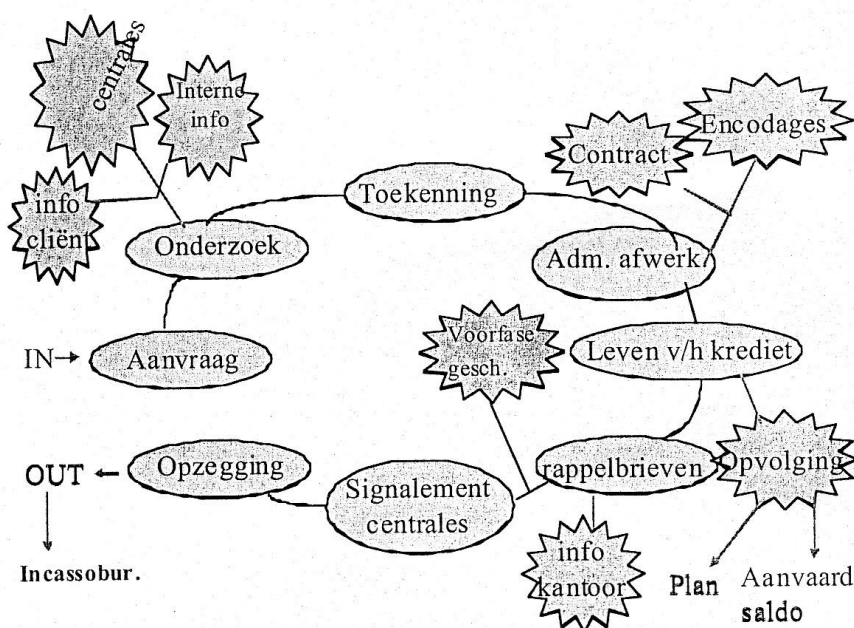 centrales
Interne
info
info
cliënt
Onderzoek
Toekenning
Contract
Encodages
Adm. afwerk
IN
Aanvraag
Voorfase
gesch.
Leven v/h krediet
OUT
Opzegging
Signalement
centrales
rappelbrieven
Opvolging
info
kantoor
Incassobur.
Plan
Aanvaard
saldo